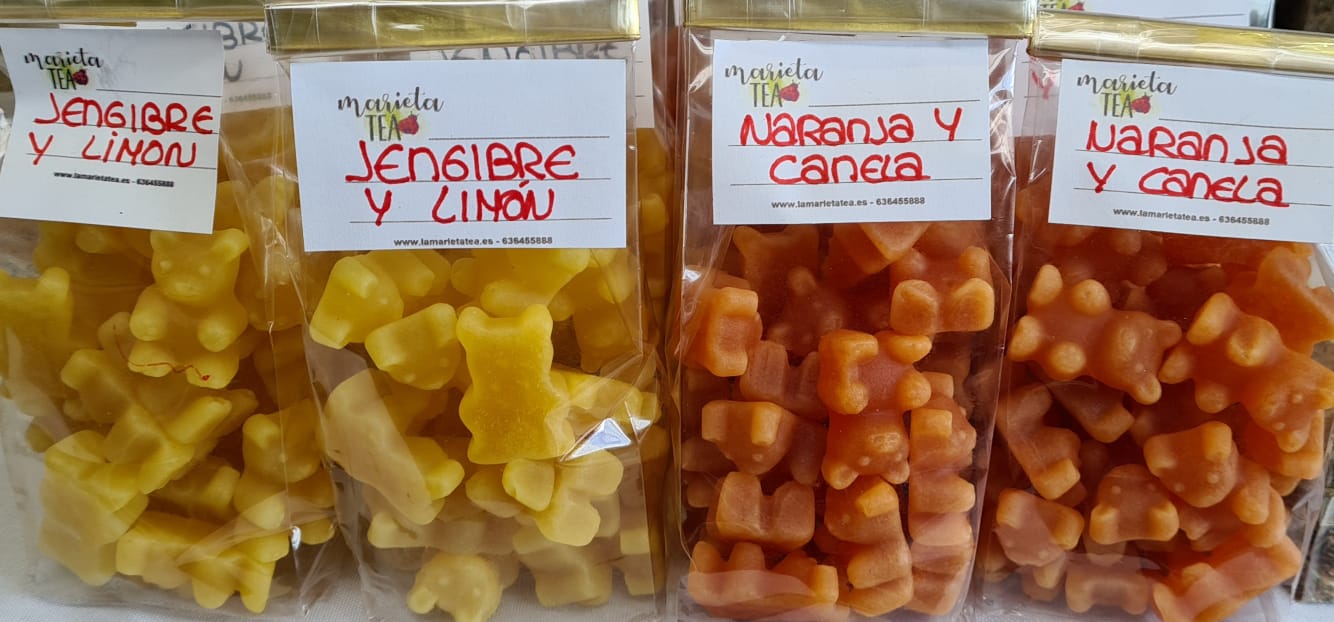 marieta
TEA
JENGIBRE
Y LIMON
www.lamarietatea.es - 636455888
marieta
TEA
JENGIBRE
Y LIMÓN
www.lamarietatea.es - 636455888
marieta
TEA
NARANJA Y
CANELA
www.lamarietatea.es - 636455888
marieta
TEA
NARANJA
Y CANELA
www.lamarietatea.es - 636455888